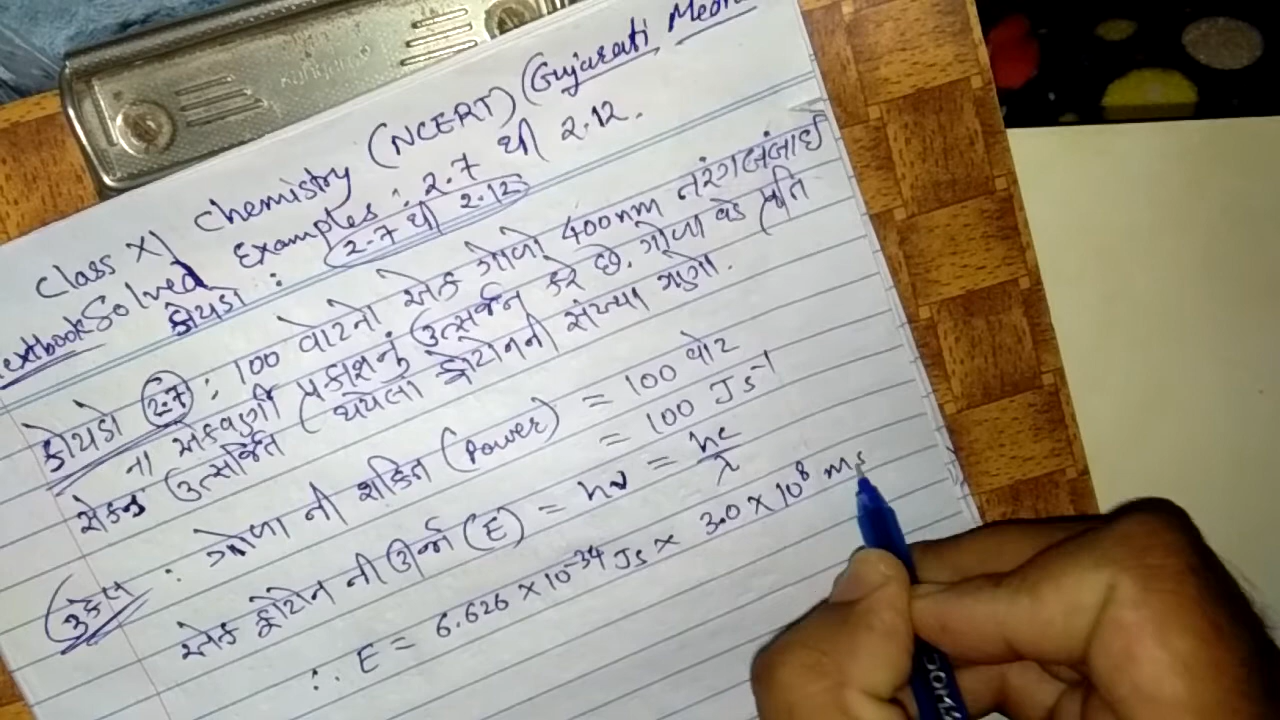 Class XI Chemistry (NCERT) (Gujarati
Textbook Solved Examples : 2.7 થી 2.12.
કોયડો : (2.7 થી 2.12)
કોયડો 2.7 : 100 વોટનો એક ગોળો 400nm તરંગલંબાઈ
ના એકવર્ણી પ્રકાશનું ઉત્સર્જન કરે છે. ગોળા વડે પ્રતિ
સેકન્ડ ઉત્સર્જિત થયેલા ફોટોનની સંખ્યા ગણો.
ઉકેલ : ગોળા ની શક્તિ (Power) = 100 વોટ
= 100 Js⁻¹
એક ફોટોન ની ઊર્જા (E) = hν = hc/λ
∴ E = 6.626 × 10⁻³⁴ Js × 3.0 × 10⁸ ms
DOMS